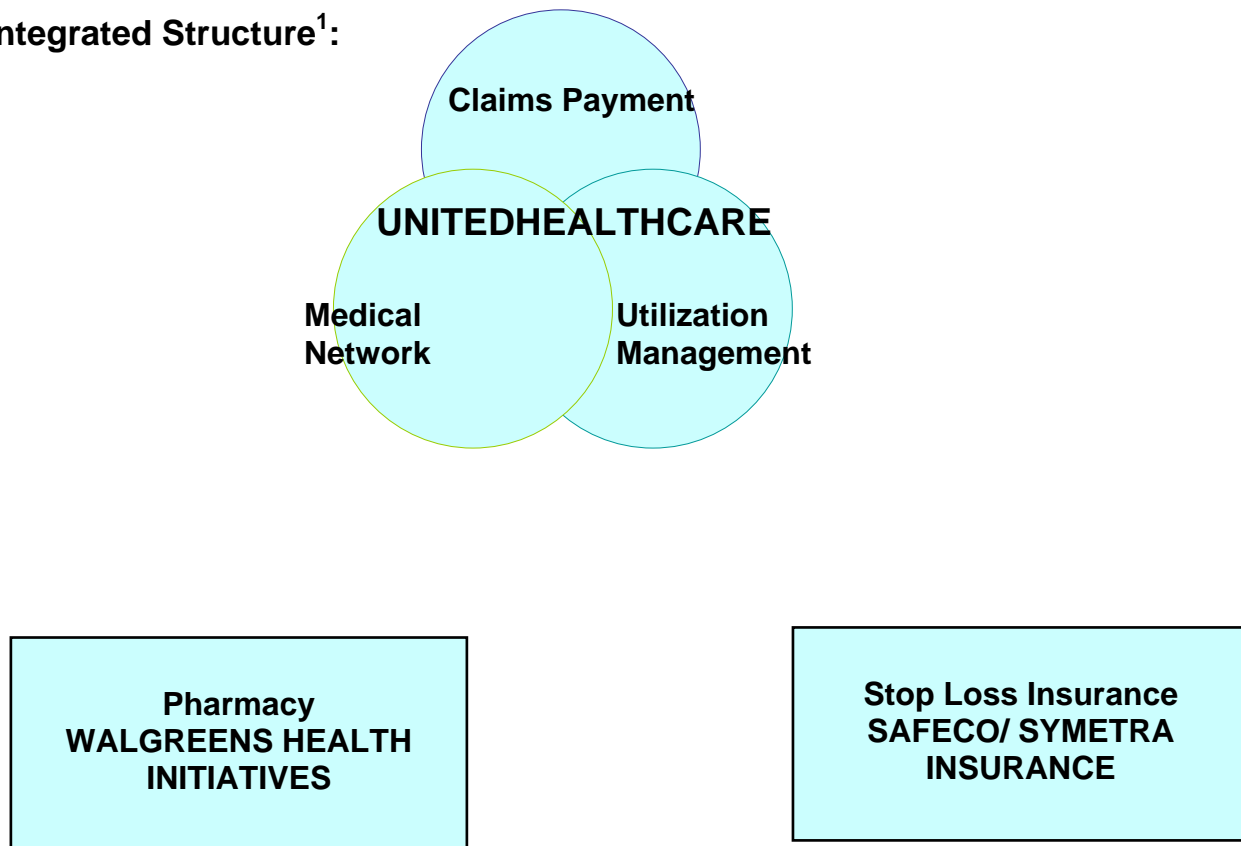 ntegrated Structure1:
Claims Payment
UNITEDHEALTHCARE
Medical
Network
Utilization
Management
Pharmacy
WALGREENS HEALTH
INITIATIVES
Stop Loss Insurance
SAFECO/ SYMETRA
INSURANCE